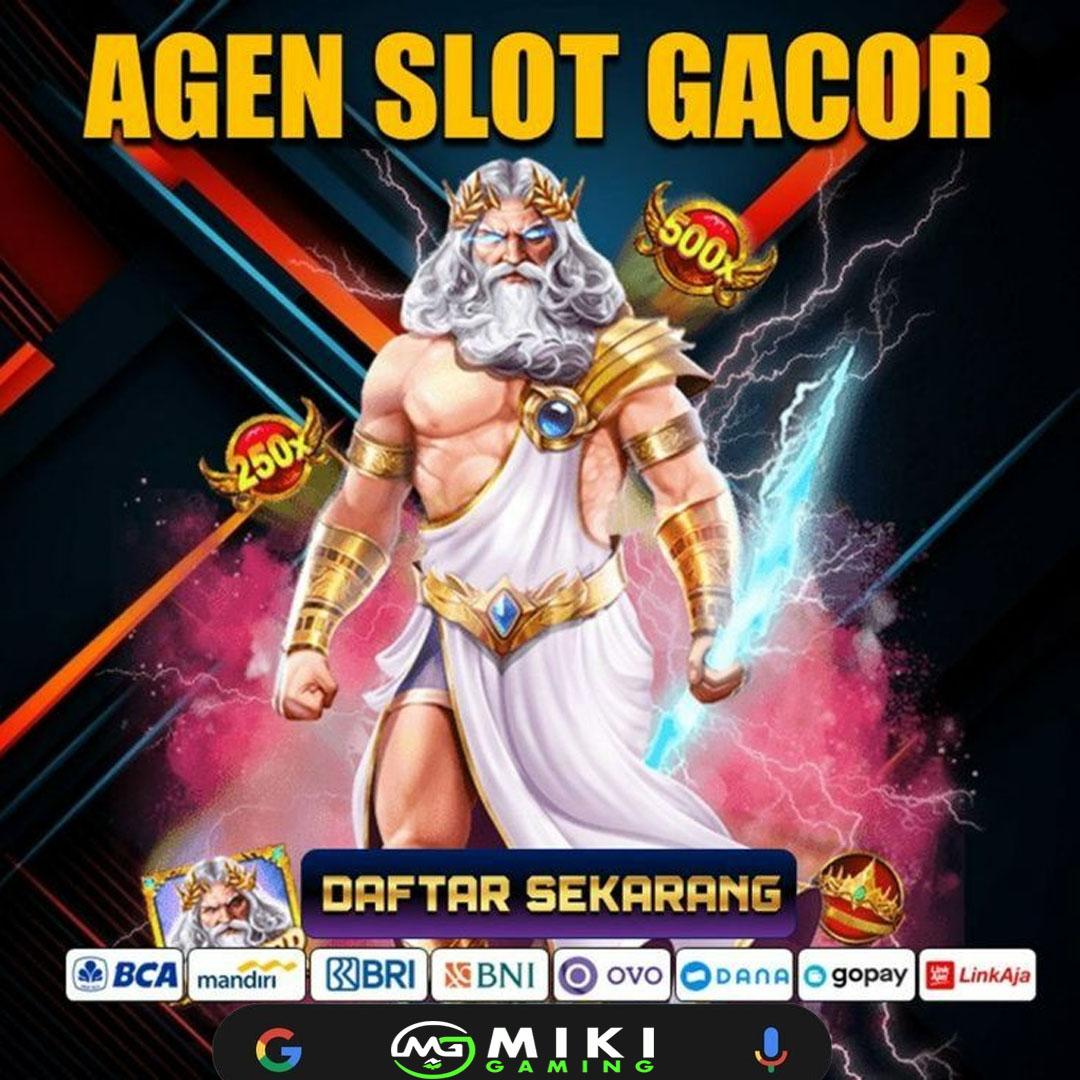 AGEN SLOT GACOR
500x
250x
DAFTAR SEKARANG
BCA mandiri BRI BNI OVO DANA gopay LinkAja
G MG MIKI
GAMING